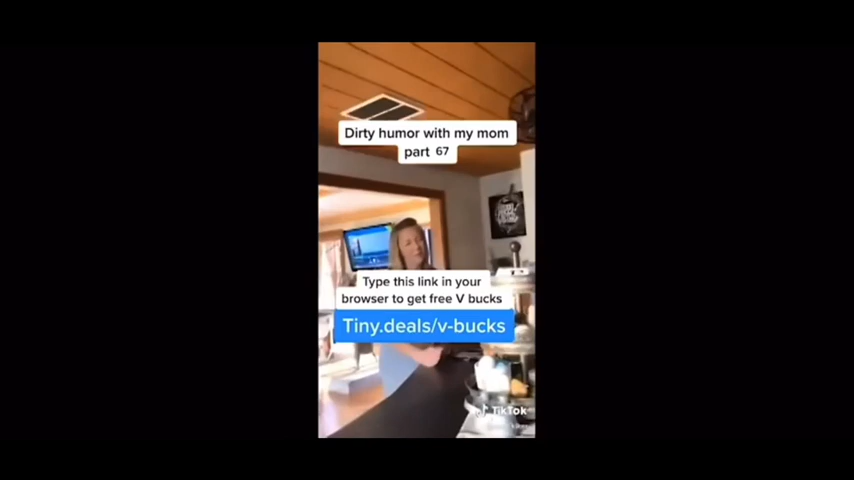 Dirty humor with my mom
part 67
Type this link in your
browser to get free V bucks
Tiny.deals/v-bucks
TikTok